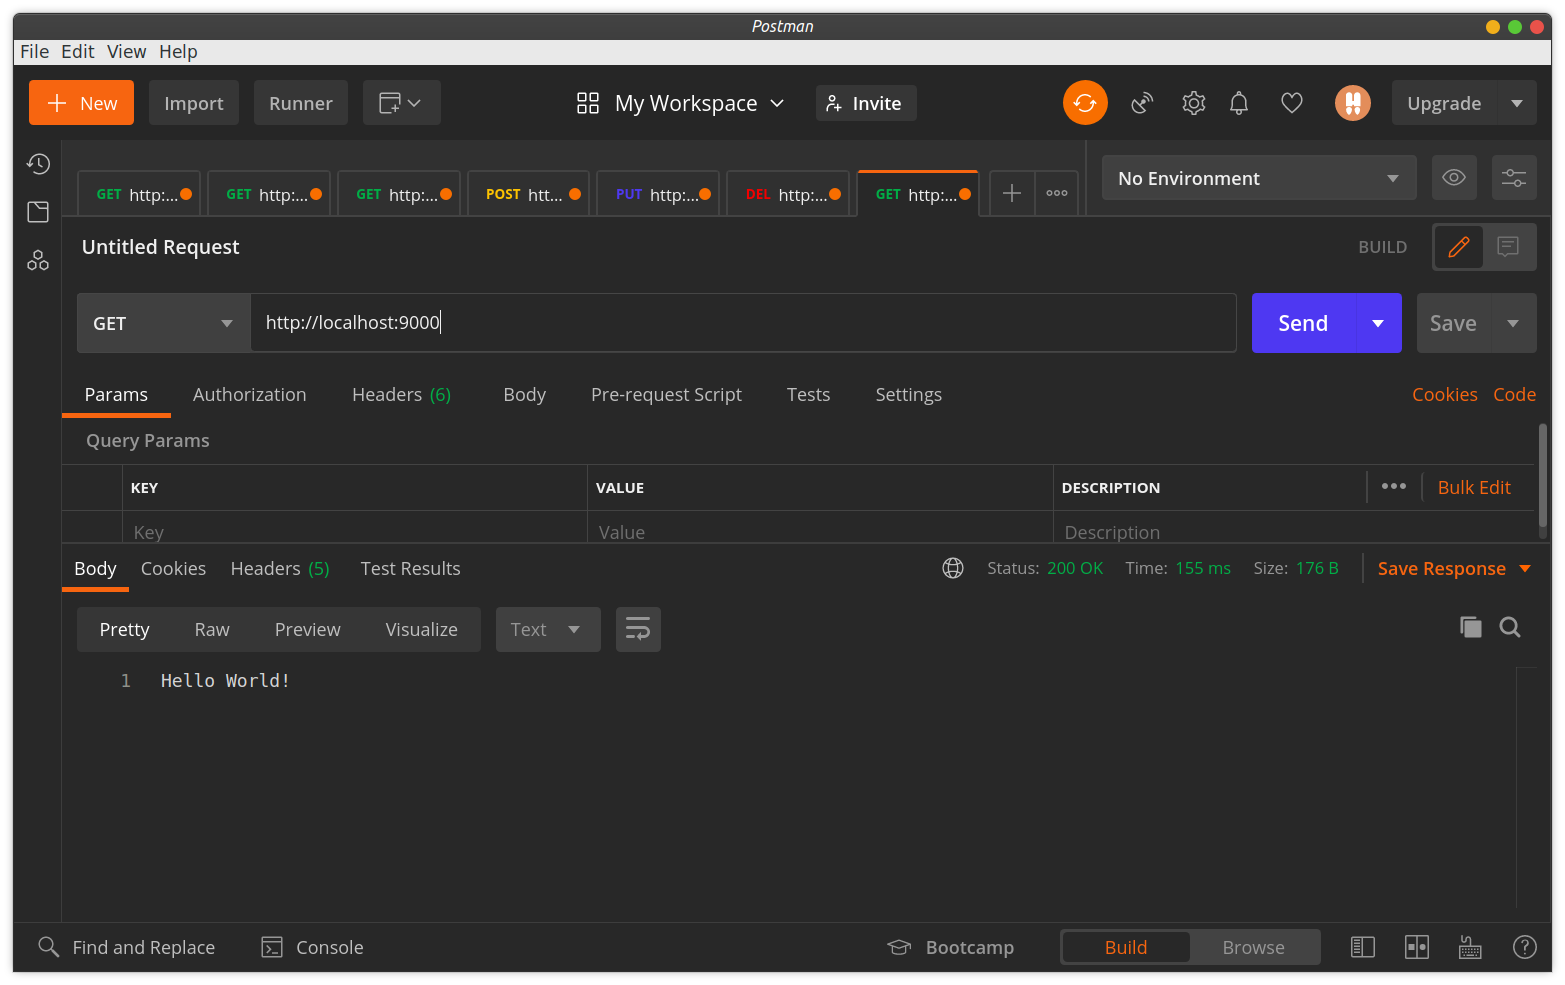 Postman
File Edit View Help
New Import Runner My Workspace Invite Upgrade
GET http:... GET http:... GET http:... POST htt... PUT http:... DEL http:... GET http:... No Environment
Untitled Request BUILD
GET http://localhost:9000 Send Save
Params Authorization Headers (6) Body Pre-request Script Tests Settings Cookies Code
Query Params
KEY VALUE DESCRIPTION Bulk Edit
Key Value Description
Body Cookies Headers (5) Test Results Status: 200 OK Time: 155 ms Size: 176 B Save Response
Pretty Raw Preview Visualize Text
1 Hello World!
Find and Replace Console Bootcamp Build Browse